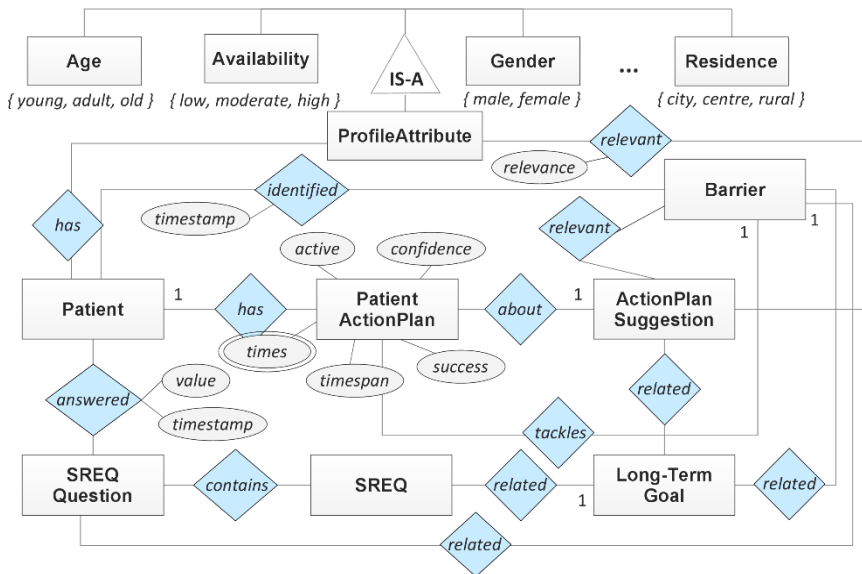 Age
Availability
IS-A
Gender
...
Residence
{ young, adult, old }
{ low, moderate, high }
{ male, female }
{ city, centre, rural }
ProfileAttribute
relevant
relevance
identified
Barrier
timestamp
has
relevant
1
1
active
confidence
Patient
1
has
Patient
ActionPlan
about
1
ActionPlan
Suggestion
times
timespan
success
value
answered
related
timestamp
tackles
SREQ
Question
contains
SREQ
related
1
Long-Term
Goal
related
related